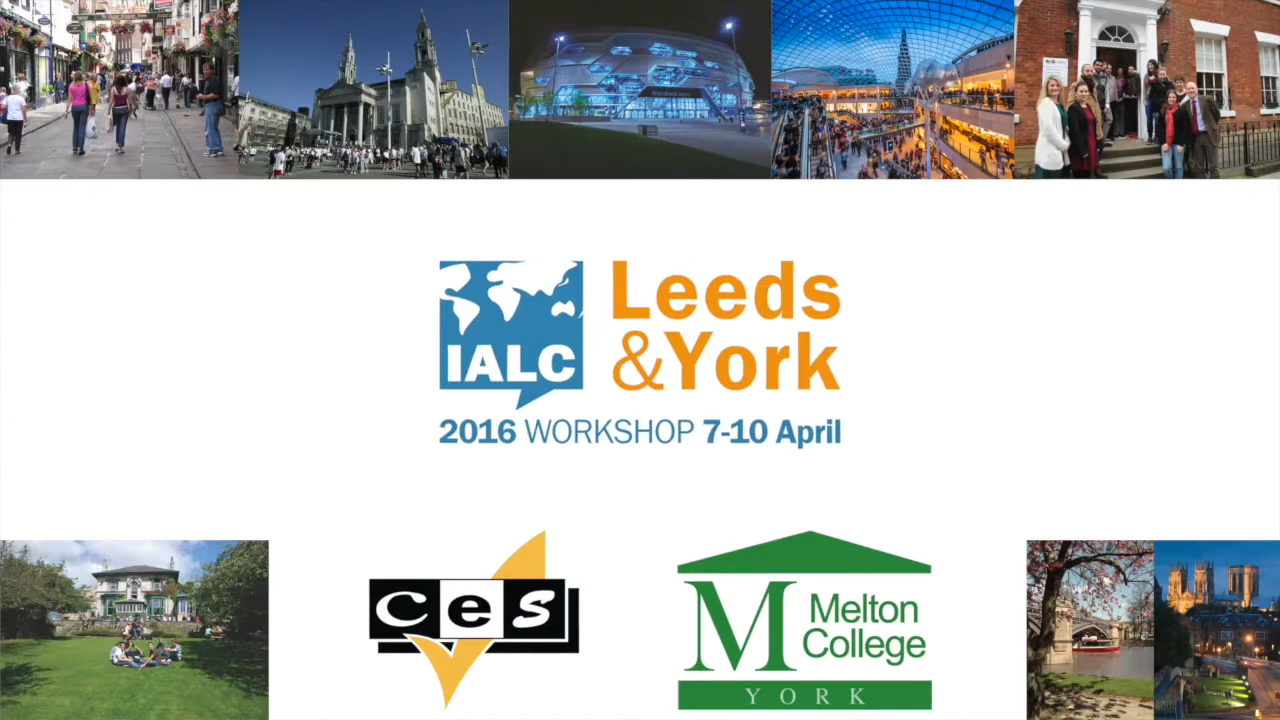 IALC
Leeds
&York
2016 WORKSHOP 7-10 April
ces
Melton
College
YORK